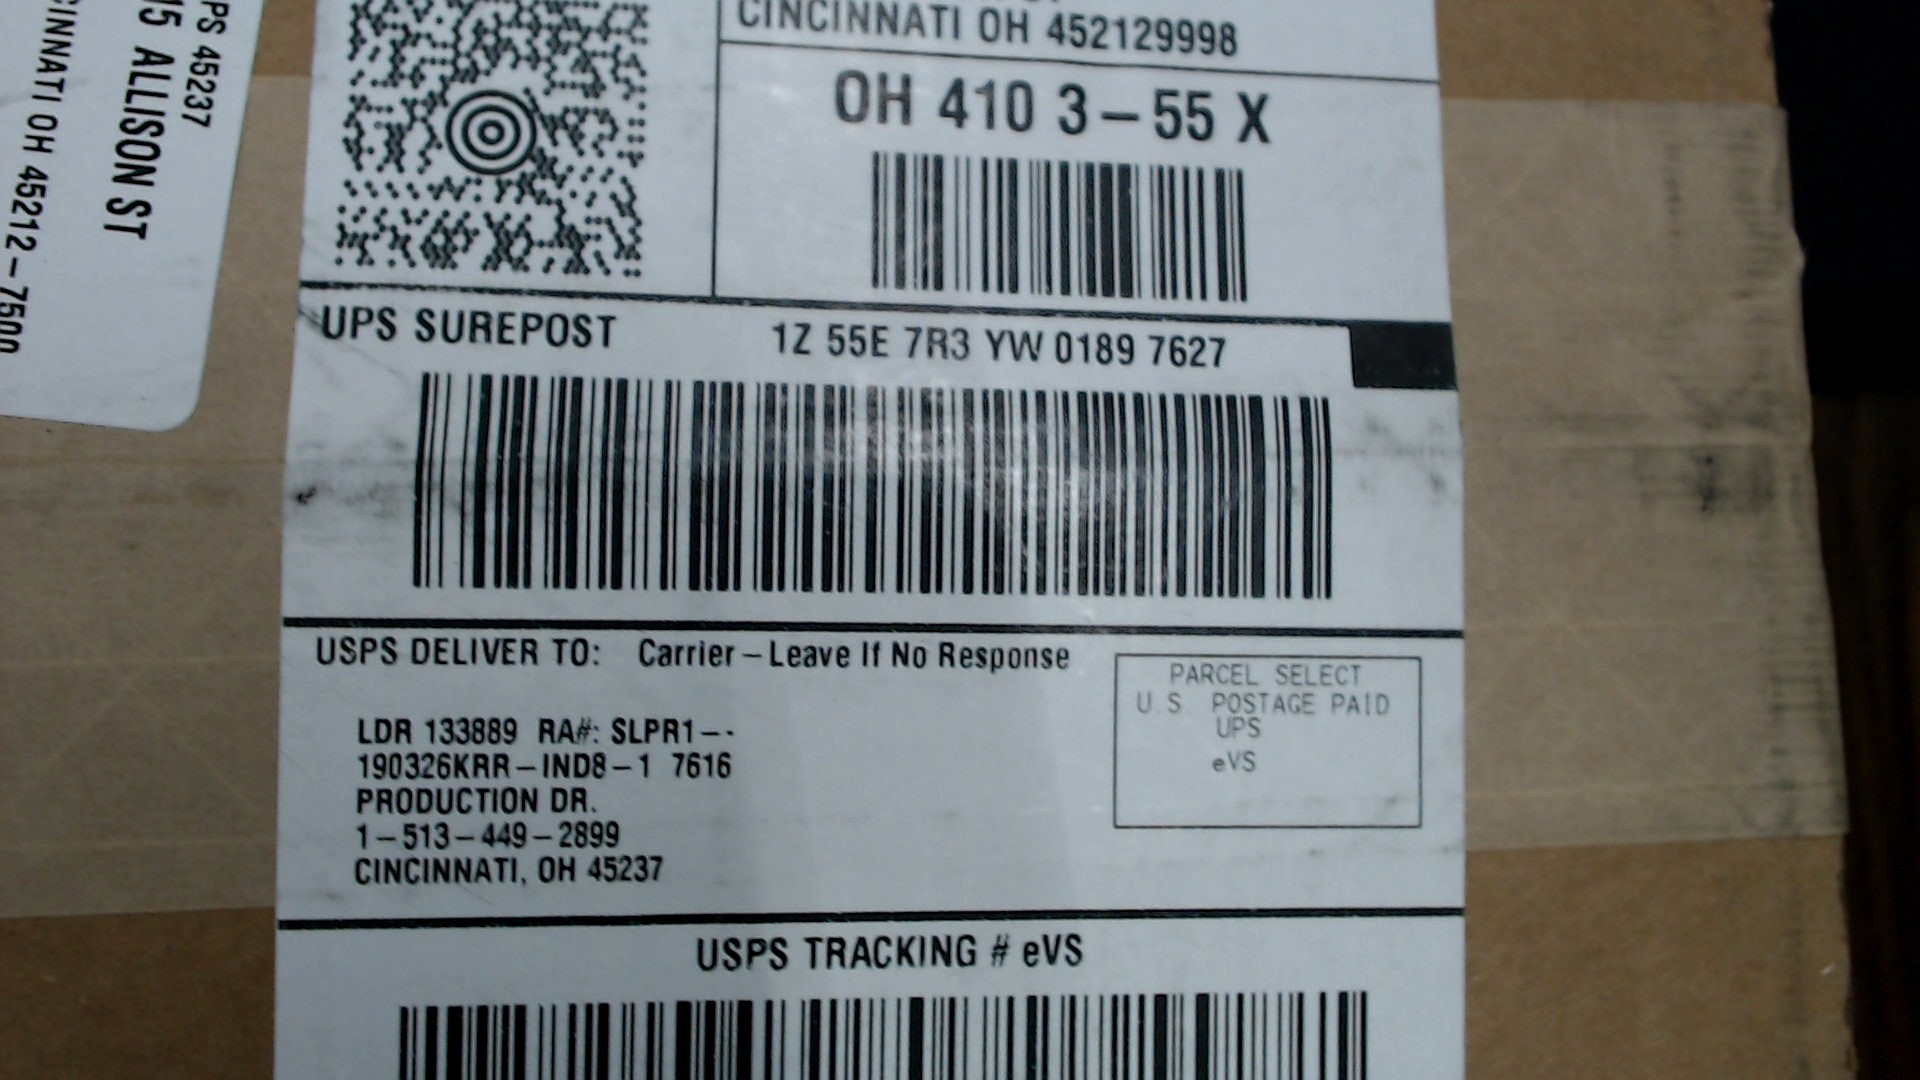 PS 45237
15 ALLISON ST
CINNATI OH 45212-7500
CINCINNATI OH 452129998
OH 410 3-55 X
UPS SUREPOST
1Z 55E 7R3 YW 0189 7627
USPS DELIVER TO: Carrier-Leave If No Response
LDR 133889 RA#: SLPR1--
190326KRR-IND8-1 7616
PRODUCTION DR.
1-513-449-2899
CINCINNATI, OH 45237
PARCEL SELECT
U.S. POSTAGE PAID
UPS
eVS
USPS TRACKING # eVS